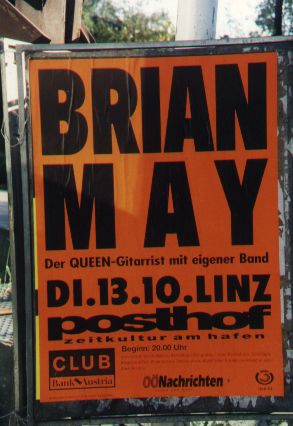 BRIAN
MAY
Der QUEEN-Gitarrist mit eigener Band
DI.13.10.LINZ
posthof
zeitkultur am hafen
Beginn: 20.00 Uhr
CLUB
Bank Austria
OÖNachrichten